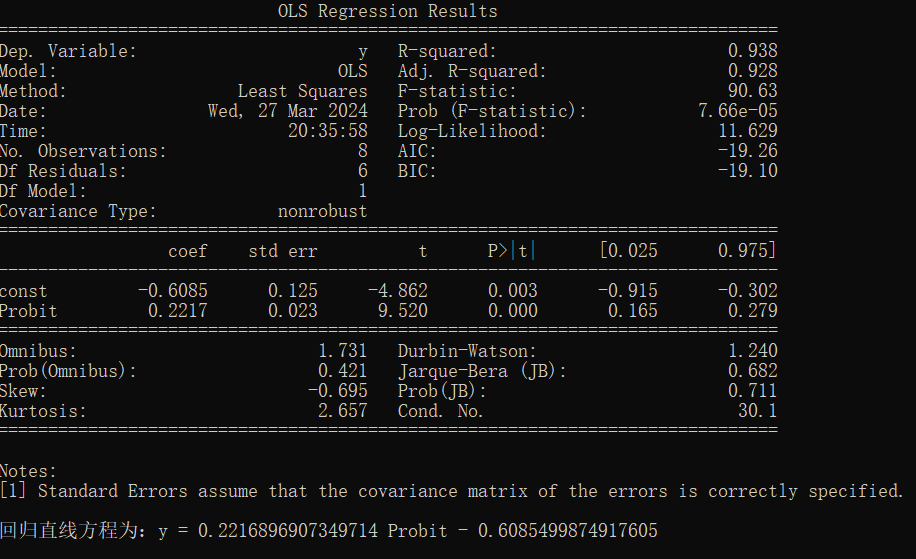 OLS Regression Results
==============================================================================
Dep. Variable: y R-squared: 0.938
Model: OLS Adj. R-squared: 0.928
Method: Least Squares F-statistic: 90.63
Date: Wed, 27 Mar 2024 Prob (F-statistic): 7.66e-05
Time: 20:35:58 Log-Likelihood: 11.629
No. Observations: 8 AIC: -19.26
Df Residuals: 6 BIC: -19.10
Df Model: 1
Covariance Type: nonrobust
==============================================================================
coef std err t P>|t| [0.025 0.975]
------------------------------------------------------------------------------
const -0.6085 0.125 -4.862 0.003 -0.915 -0.302
Probit 0.2217 0.023 9.520 0.000 0.165 0.279
==============================================================================
Omnibus: 1.731 Durbin-Watson: 1.240
Prob(Omnibus): 0.421 Jarque-Bera (JB): 0.682
Skew: -0.695 Prob(JB): 0.711
Kurtosis: 2.657 Cond. No. 30.1
==============================================================================
Notes:
[1] Standard Errors assume that the covariance matrix of the errors is correctly specified.
回归直线方程为：y = 0.2216896907349714 Probit - 0.6085499874917605